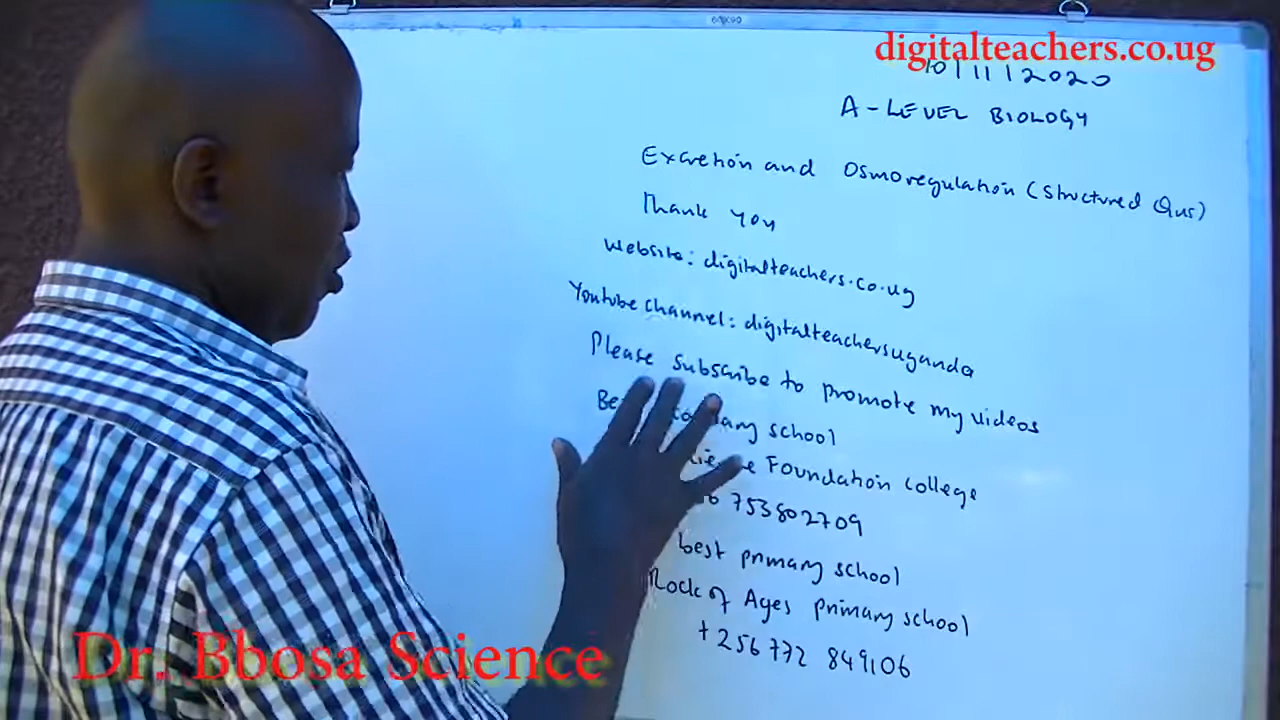 digitalteachers.co.ug
10/11/2020
A-LEVEL BIOLOGY
Excretion and Osmoregulation (Structured Qns)
Thank you
Website: digitalteachers.co.ug
Youtube channel: digitalteachersuganda
Please subscribe to promote my videos
school
Foundation College
753802709
best primary school
Rock of Ages primary school
+256 772 849106
Dr. Bbosa Science